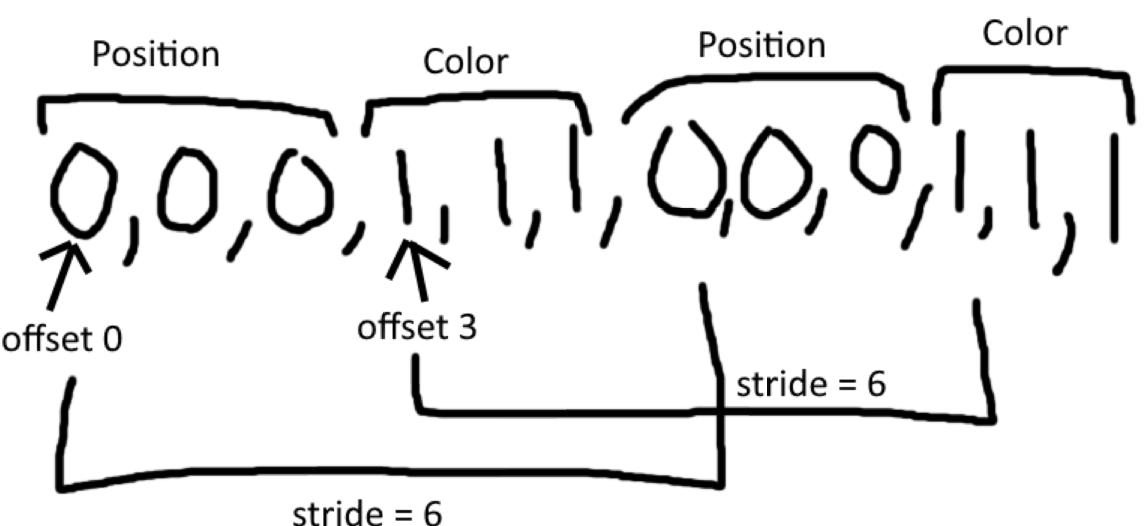 Position Color Position Color
0,0,0,1,1,1,0,0,0,1,1,1
offset 0 offset 3
stride = 6
stride = 6